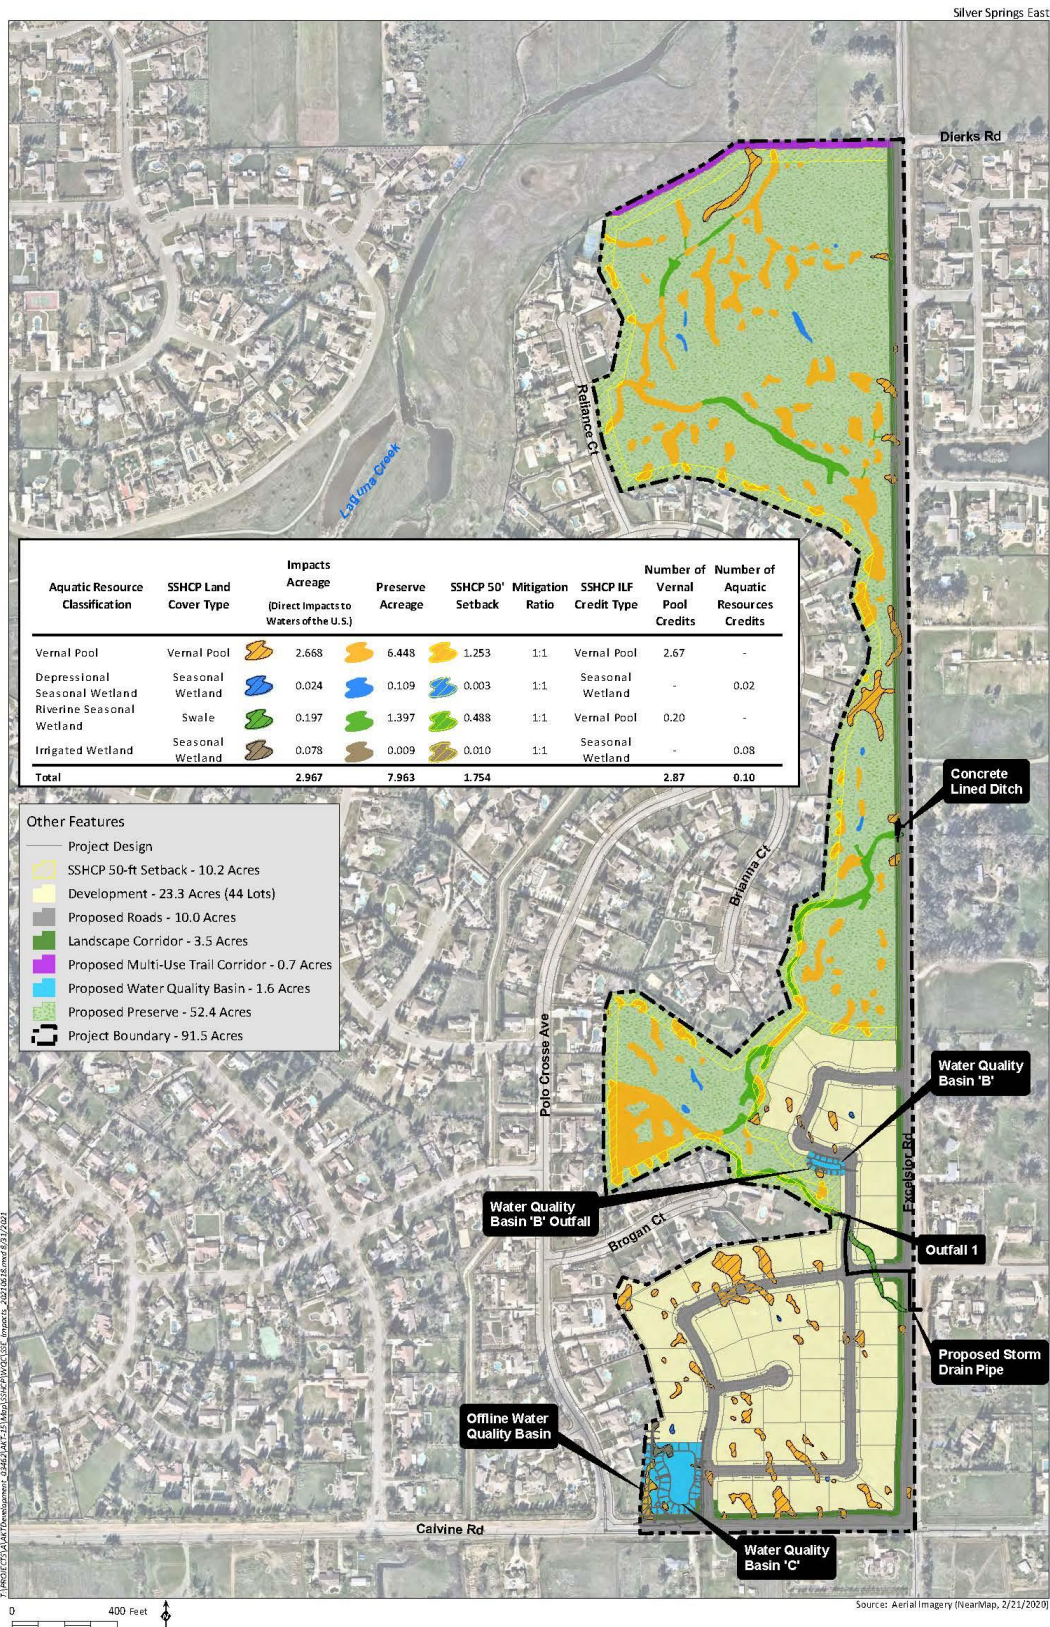 Silver Springs East
Dierks Rd
Reliance Ct
Laguna Creek
Aquatic Resource Classification
SSHCP Land Cover Type
Impacts Acreage
(Direct Impacts to Waters of the U.S.)
Preserve Acreage
SSHCP 50' Setback
Mitigation Ratio
SSHCP ILF Credit Type
Number of Vernal Pool Credits
Number of Aquatic Resources Credits
Vernal Pool Vernal Pool 2.668 6.448 1.253 1:1 Vernal Pool 2.67 -
Depressional Seasonal Wetland Seasonal Wetland 0.024 0.109 0.003 1:1 Seasonal Wetland - 0.02
Riverine Seasonal Wetland Swale 0.197 1.397 0.488 1:1 Vernal Pool 0.20 -
Irrigated Wetland Seasonal Wetland 0.078 0.009 0.010 1:1 Seasonal Wetland - 0.08
Total 2.967 7.963 1.754 2.87 0.10
Concrete
Lined Ditch
Other Features
Project Design
SSHCP 50-ft Setback - 10.2 Acres
Development - 23.3 Acres (44 Lots)
Proposed Roads - 10.0 Acres
Landscape Corridor - 3.5 Acres
Proposed Multi-Use Trail Corridor - 0.7 Acres
Proposed Water Quality Basin - 1.6 Acres
Proposed Preserve - 52.4 Acres
Project Boundary - 91.5 Acres
Brianna Ct
Polo Crosse Ave
Water Quality
Basin 'B'
Excelsior Rd
Water Quality
Basin 'B' Outfall
Brogan Ct
Outfall 1
Proposed Storm
Drain Pipe
Offline Water
Quality Basin
Calvine Rd
Water Quality
Basin 'C'
Source: Aerial Imagery (NearMap, 2/21/2020)
0 400 Feet
N